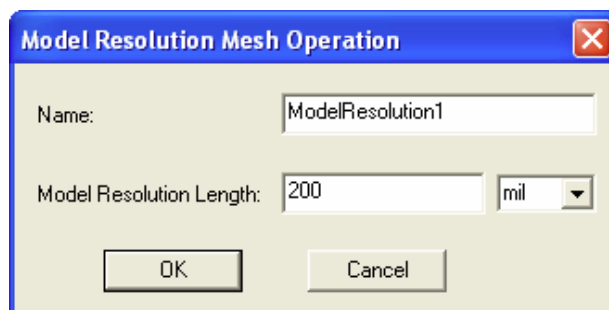 Model Resolution Mesh Operation
Name: ModelResolution1
Model Resolution Length: 200 mil
OK Cancel